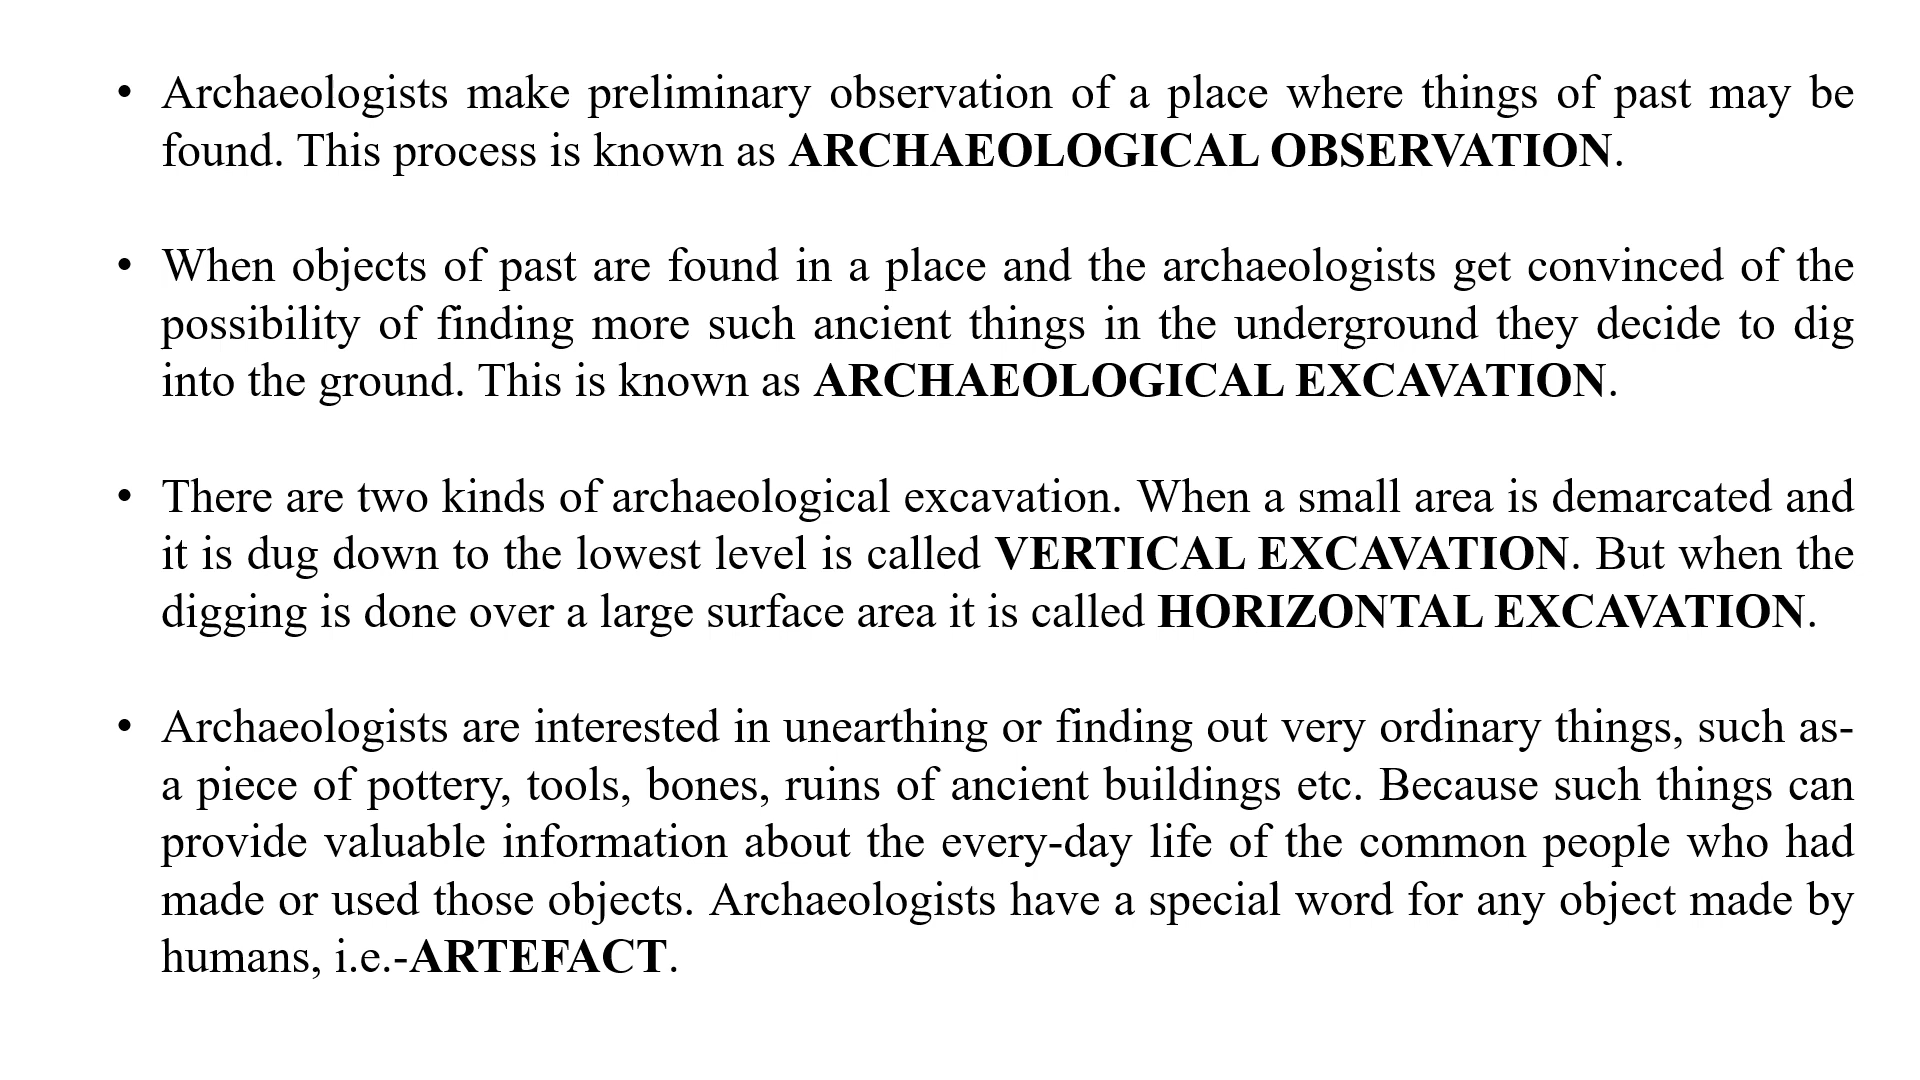 • Archaeologists make preliminary observation of a place where things of past may be
found. This process is known as ARCHAEOLOGICAL OBSERVATION.
• When objects of past are found in a place and the archaeologists get convinced of the
possibility of finding more such ancient things in the underground they decide to dig
into the ground. This is known as ARCHAEOLOGICAL EXCAVATION.
• There are two kinds of archaeological excavation. When a small area is demarcated and
it is dug down to the lowest level is called VERTICAL EXCAVATION. But when the
digging is done over a large surface area it is called HORIZONTAL EXCAVATION.
• Archaeologists are interested in unearthing or finding out very ordinary things, such as-
a piece of pottery, tools, bones, ruins of ancient buildings etc. Because such things can
provide valuable information about the every-day life of the common people who had
made or used those objects. Archaeologists have a special word for any object made by
humans, i.e.-ARTEFACT.